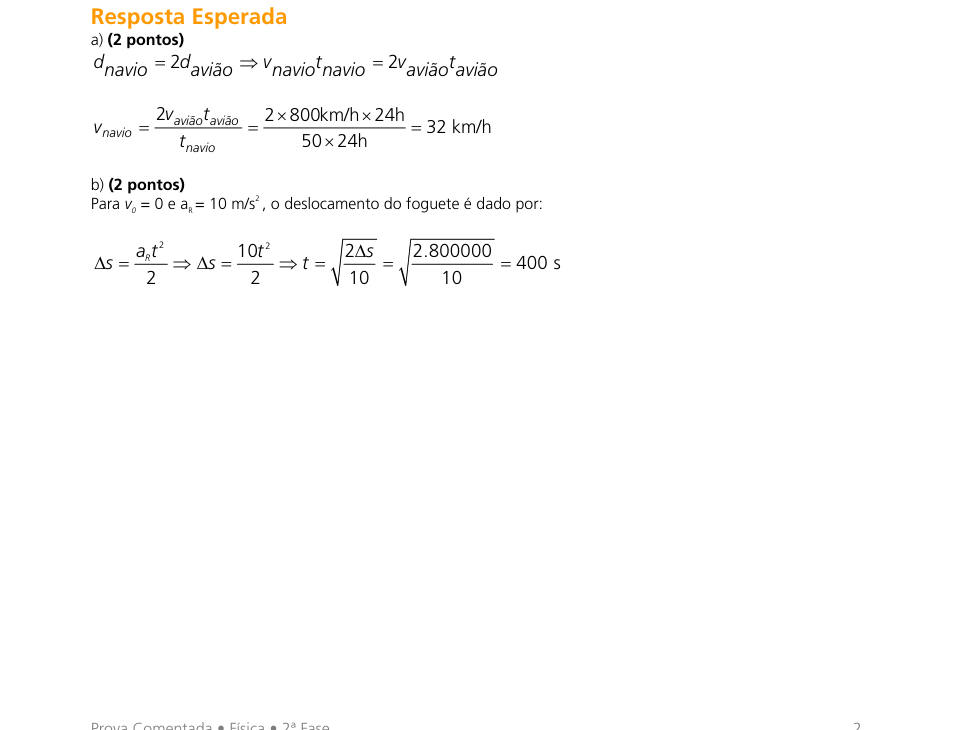 Resposta Esperada
a) (2 pontos)
d_navio = 2d_avião ⇒ v_navio t_navio = 2v_avião t_avião
v_navio = 2v_avião t_avião / t_navio = 2 × 800km/h × 24h / 50 × 24h = 32 km/h
b) (2 pontos)
Para v_0 = 0 e a_R = 10 m/s², o deslocamento do foguete é dado por:
Δs = a_R t² / 2 ⇒ Δs = 10t² / 2 ⇒ t = √(2Δs / 10) = √(2.800000 / 10) = 400 s
Prova Comentada • Física • 2ª Fase 2